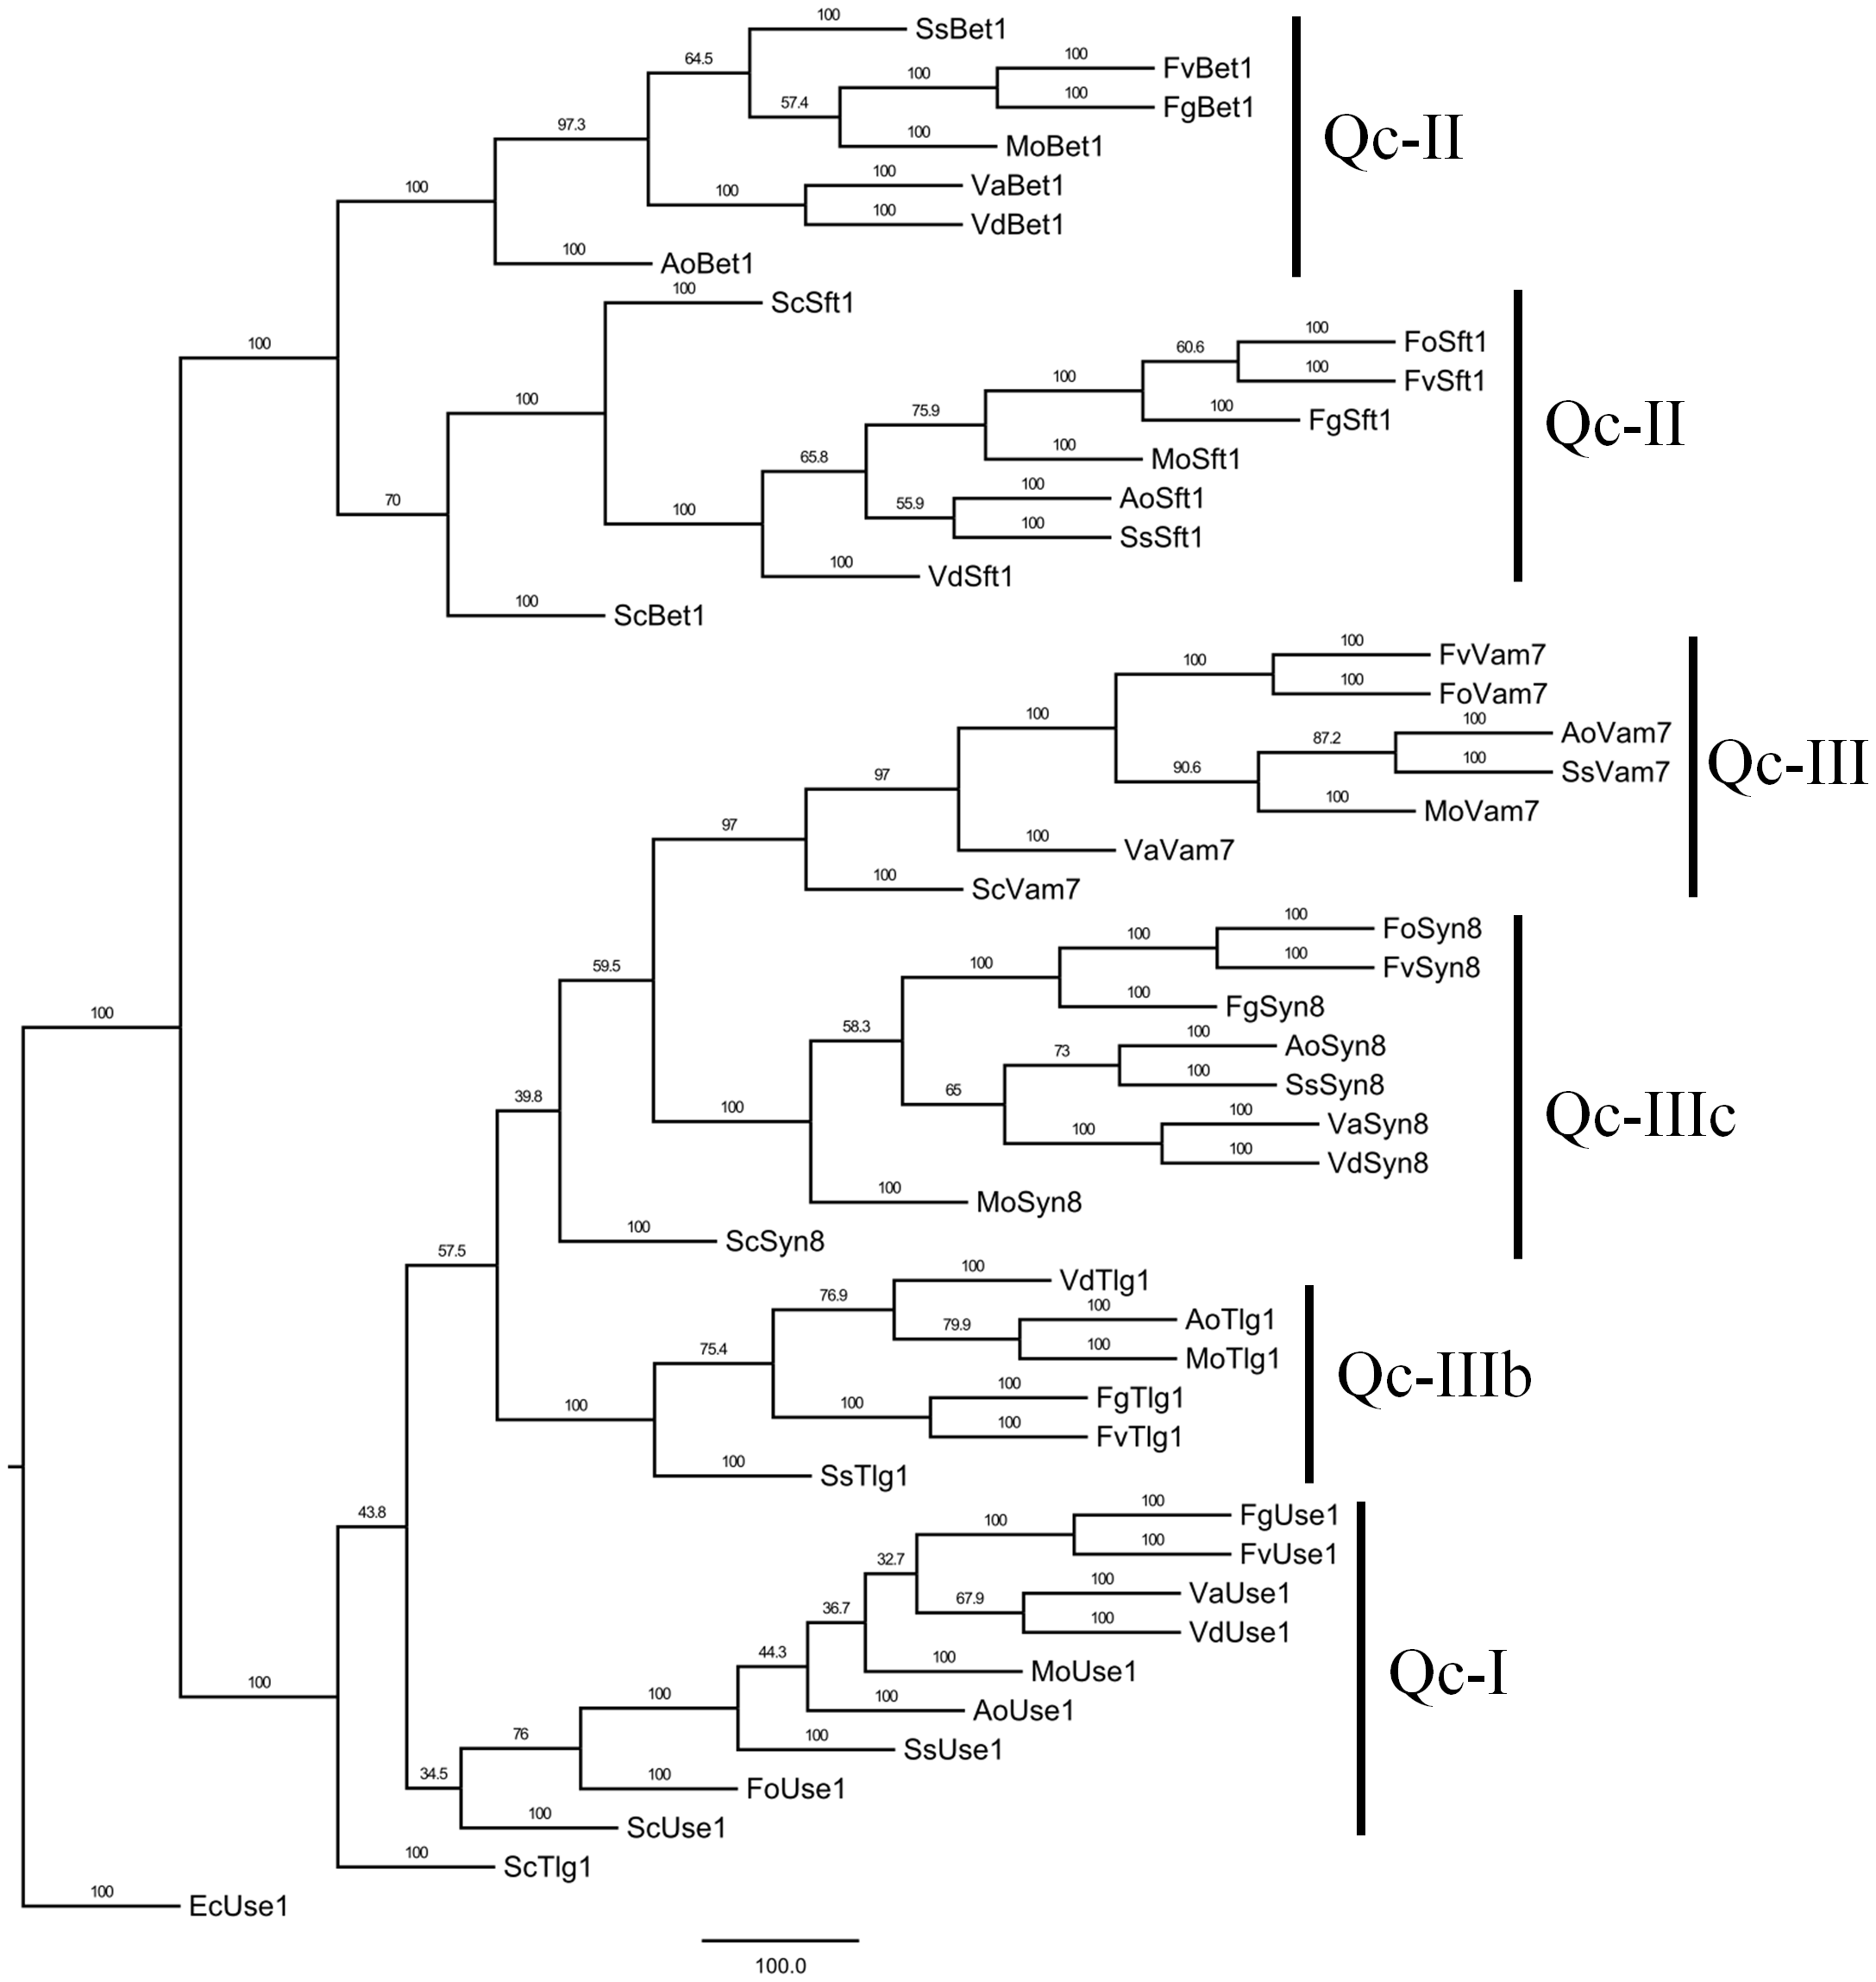 100
SsBet1
64.5
100
FvBet1
100
57.4
100
FgBet1
97.3
100
MoBet1
Qc-II
100
VaBet1
100
100
100
VdBet1
100
AoBet1
100
ScSft1
100
100
FoSft1
60.6
100
FvSft1
100
100
FgSft1
100
75.9
100
MoSft1
Qc-II
65.8
100
AoSft1
55.9
100
SsSft1
70
100
100
VdSft1
100
ScBet1
100
FvVam7
100
100
FoVam7
100
100
AoVam7
87.2
100
SsVam7
Qc-III
97
90.6
100
MoVam7
97
100
VaVam7
100
ScVam7
100
FoSyn8
100
100
FvSyn8
59.5
100
100
FgSyn8
100
58.3
100
AoSyn8
73
100
SsSyn8
39.8
65
100
VaSyn8
Qc-IIIc
100
100
100
VdSyn8
100
MoSyn8
100
ScSyn8
57.5
100
VdTlg1
76.9
100
AoTlg1
79.9
100
MoTlg1
75.4
100
FgTlg1
Qc-IIIb
100
100
100
FvTlg1
100
SsTlg1
43.8
100
FgUse1
100
100
FvUse1
32.7
100
VaUse1
36.7
67.9
100
VdUse1
44.3
100
MoUse1
Qc-I
100
100
100
AoUse1
76
100
SsUse1
34.5
100
FoUse1
100
ScUse1
100
ScTlg1
100
EcUse1
100.0